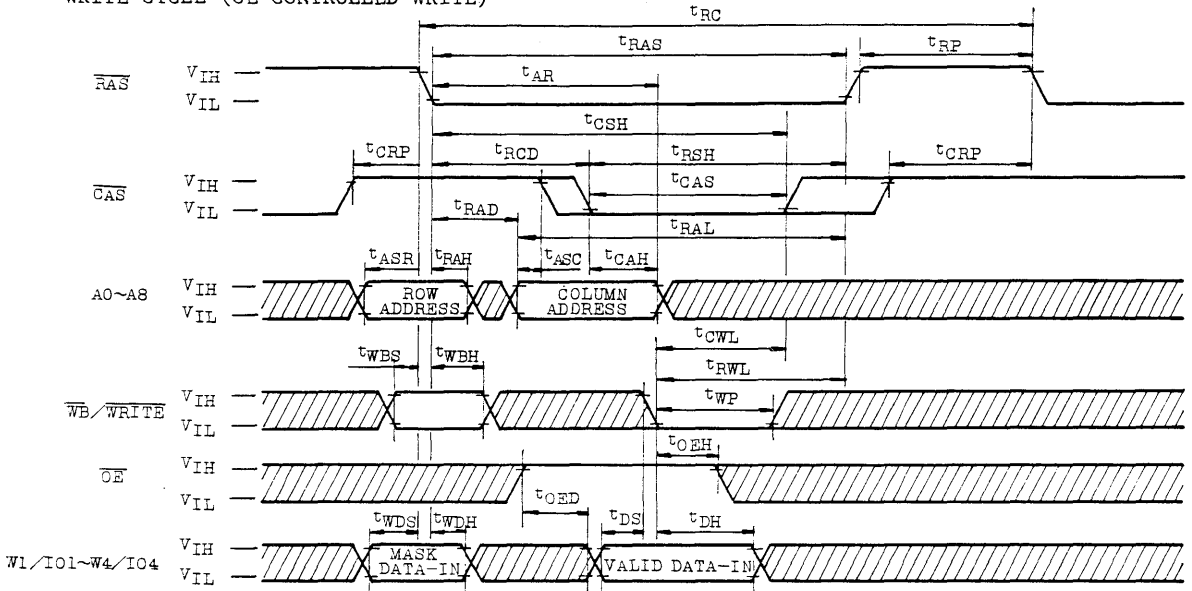 WRITE CYCLE (OE CONTROLLED WRITE)
tRC
tRAS
tRP
RAS
VIH
VIL
tAR
tCSH
tCRP
tRCD
tRSH
tCRP
CAS
VIH
VIL
tCAS
tRAD
tRAL
tASR
tRAH
tASC
tCAH
A0~A8
VIH
VIL
ROW ADDRESS
COLUMN ADDRESS
tCWL
tRWL
tWBS
tWBH
tWP
WB/WRITE
VIH
VIL
tOEH
OE
VIH
VIL
tOED
tWDS
tWDH
tDS
tDH
W1/IO1~W4/IO4
VIH
VIL
MASK DATA-IN
VALID DATA-IN